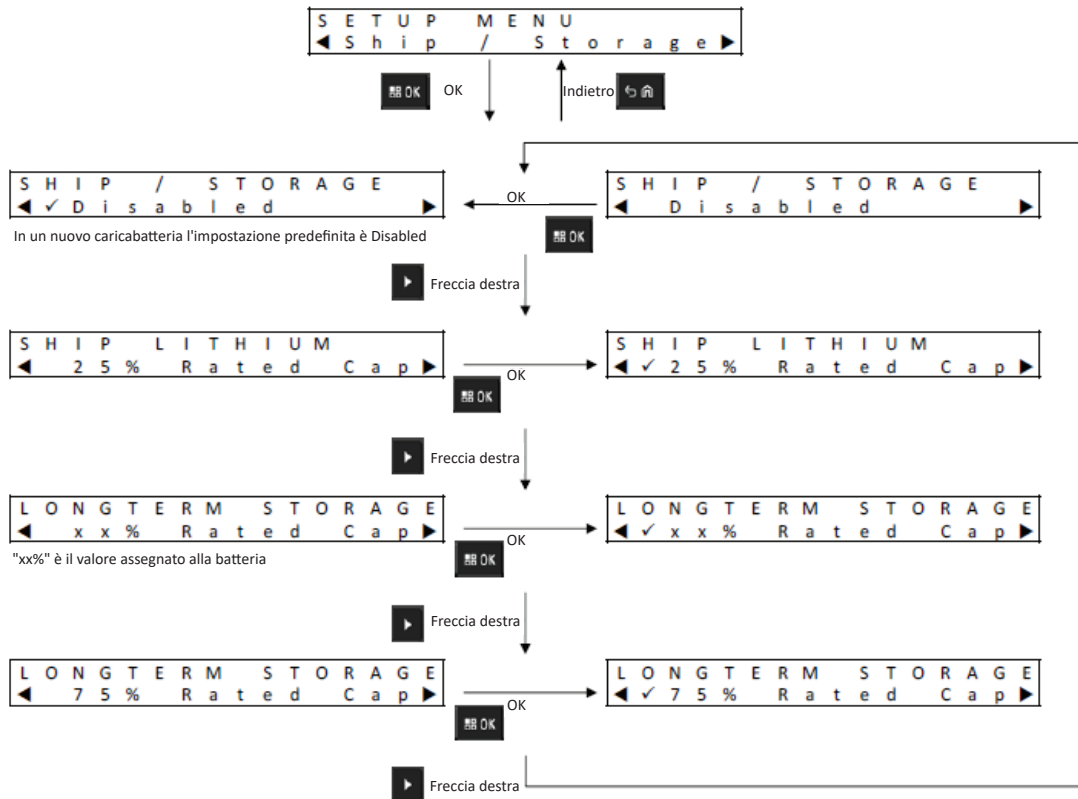 SETUP MENU
◀Ship / Storage▶
OK OK Indietro
SHIP / STORAGE
◀✓Disabled ▶
OK
SHIP / STORAGE
◀ Disabled ▶
In un nuovo caricabatteria l'impostazione predefinita è Disabled
OK
Freccia destra
SHIP LITHIUM
◀ 25% Rated Cap▶
OK
OK
SHIP LITHIUM
◀✓25% Rated Cap▶
Freccia destra
LONGTERM STORAGE
◀ xx% Rated Cap▶
OK
OK
LONGTERM STORAGE
◀✓xx% Rated Cap▶
"xx%" è il valore assegnato alla batteria
Freccia destra
LONGTERM STORAGE
◀ 75% Rated Cap▶
OK
OK
LONGTERM STORAGE
◀✓75% Rated Cap▶
Freccia destra